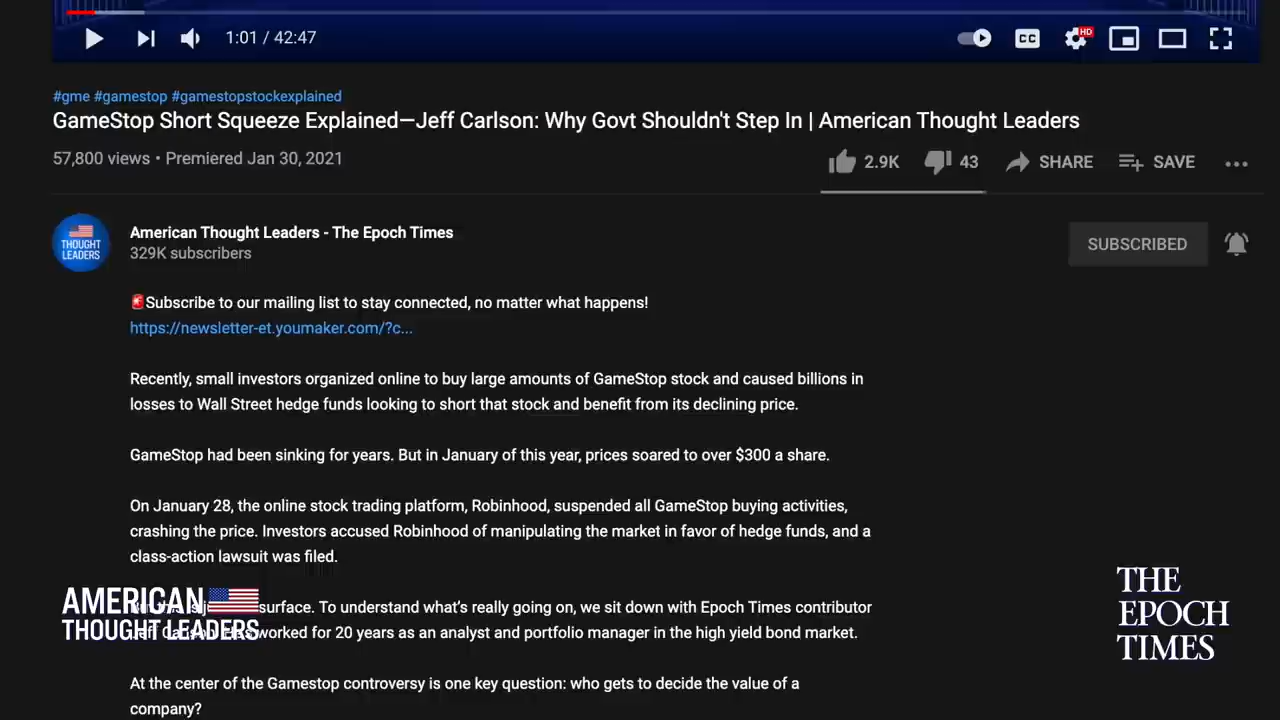 1:01 / 42:47
CC
HD
#gme #gamestop #gamestopstockexplained
GameStop Short Squeeze Explained—Jeff Carlson: Why Govt Shouldn't Step In | American Thought Leaders
57,800 views • Premiered Jan 30, 2021
2.9K
43
SHARE
SAVE
THOUGHT
LEADERS
American Thought Leaders - The Epoch Times
329K subscribers
SUBSCRIBED
🚨Subscribe to our mailing list to stay connected, no matter what happens!
https://newsletter-et.youmaker.com/?c...
Recently, small investors organized online to buy large amounts of GameStop stock and caused billions in
losses to Wall Street hedge funds looking to short that stock and benefit from its declining price.
GameStop had been sinking for years. But in January of this year, prices soared to over $300 a share.
On January 28, the online stock trading platform, Robinhood, suspended all GameStop buying activities,
crashing the price. Investors accused Robinhood of manipulating the market in favor of hedge funds, and a
class-action lawsuit was filed.
surface. To understand what's really going on, we sit down with Epoch Times contributor
worked for 20 years as an analyst and portfolio manager in the high yield bond market.
At the center of the Gamestop controversy is one key question: who gets to decide the value of a
company?
AMERICAN
THOUGHT LEADERS
THE
EPOCH
TIMES